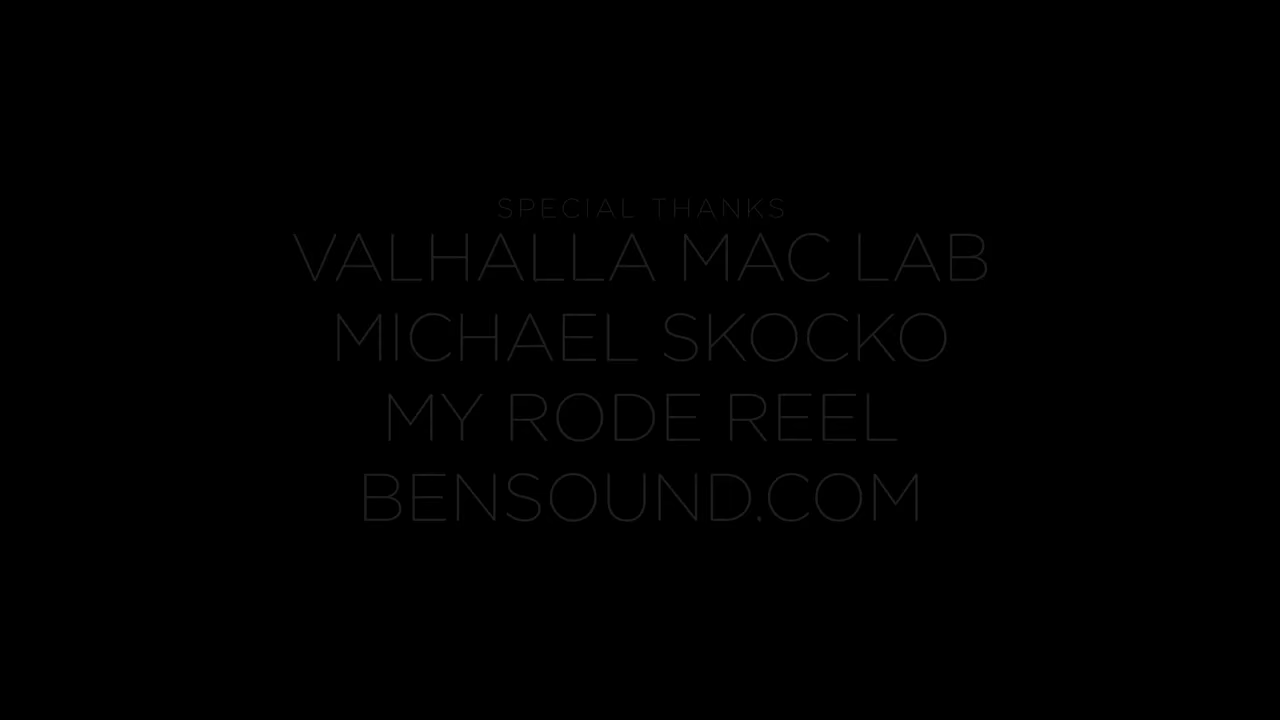 SPECIAL THANKS
VALHALLA MAC LAB
MICHAEL SKOCKO
MY RODE REEL
BENSOUND.COM